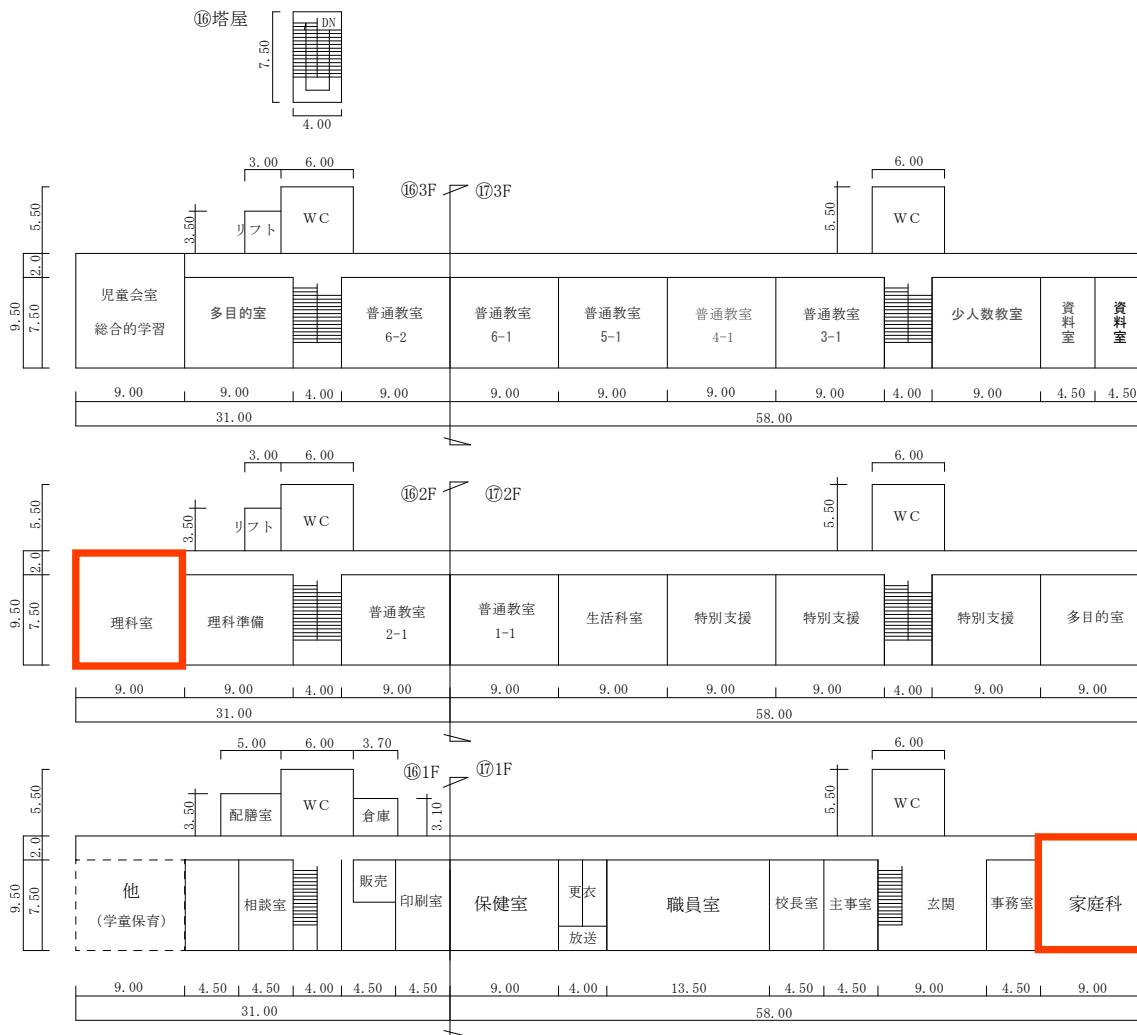 ⑯塔屋
DN
7.50
4.00
3.00 6.00 6.00
⑯3F ⑰3F
5.50 3.50 リフト WC 5.50 WC
2.0
9.50 7.50
児童会室
総合的学習
多目的室
普通教室
6-2
普通教室
6-1
普通教室
5-1
普通教室
4-1
普通教室
3-1
少人数教室
資料室
資料室
9.00 9.00 4.00 9.00 9.00 9.00 9.00 9.00 4.00 9.00 4.50 4.50
31.00 58.00
3.00 6.00 6.00
⑯2F ⑰2F
5.50 3.50 リフト WC 5.50 WC
2.0
9.50 7.50
理科室
理科準備
普通教室
2-1
普通教室
1-1
生活科室
特別支援
特別支援
特別支援
多目的室
9.00 9.00 4.00 9.00 9.00 9.00 9.00 9.00 4.00 9.00 9.00
31.00 58.00
5.00 6.00 3.70 6.00
⑯1F ⑰1F
5.50 3.50 配膳室 WC 倉庫 3.10 5.50 WC
2.0
9.50 7.50
他
(学童保育)
相談室
販売
印刷室
保健室
更衣
放送
職員室
校長室
主事室
玄関
事務室
家庭科
9.00 4.50 4.50 4.00 4.50 4.50 9.00 4.00 13.50 4.50 4.50 9.00 4.50 9.00
31.00 58.00